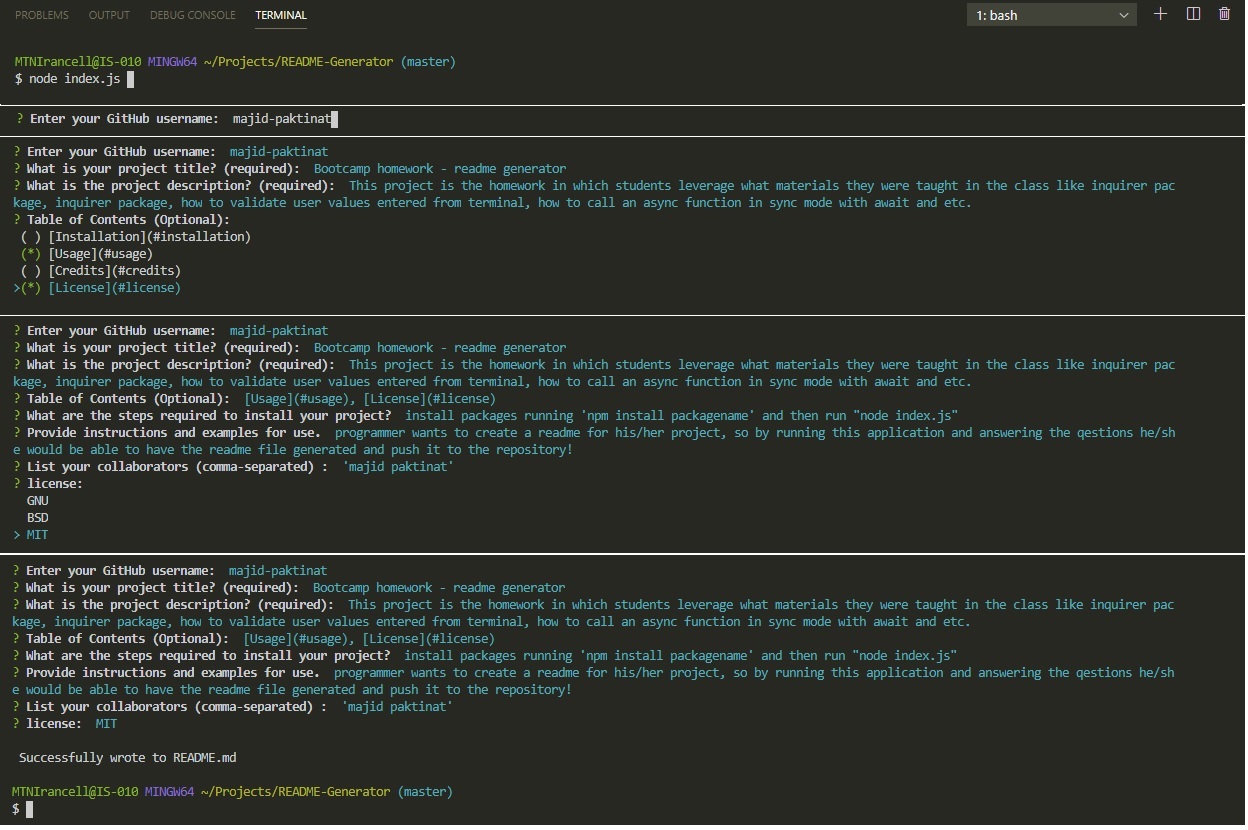 PROBLEMS OUTPUT DEBUG CONSOLE TERMINAL 1: bash
MTNIrancell@IS-010 MINGW64 ~/Projects/README-Generator (master)
$ node index.js
? Enter your GitHub username:  majid-paktinat
? Enter your GitHub username:  majid-paktinat
? What is your project title? (required):  Bootcamp homework - readme generator
? What is the project description? (required):  This project is the homework in which students leverage what materials they were taught in the class like inquirer pac
kage, inquirer package, how to validate user values entered from terminal, how to call an async function in sync mode with await and etc.
? Table of Contents (Optional):
( ) [Installation](#installation)
(*) [Usage](#usage)
( ) [Credits](#credits)
>(*) [License](#license)
? Enter your GitHub username:  majid-paktinat
? What is your project title? (required):  Bootcamp homework - readme generator
? What is the project description? (required):  This project is the homework in which students leverage what materials they were taught in the class like inquirer pac
kage, inquirer package, how to validate user values entered from terminal, how to call an async function in sync mode with await and etc.
? Table of Contents (Optional):  [Usage](#usage), [License](#license)
? What are the steps required to install your project?  install packages running 'npm install packagename' and then run "node index.js"
? Provide instructions and examples for use.  programmer wants to create a readme for his/her project, so by running this application and answering the qestions he/sh
e would be able to have the readme file generated and push it to the repository!
? List your collaborators (comma-separated) :  'majid paktinat'
? license:
GNU
BSD
> MIT
? Enter your GitHub username:  majid-paktinat
? What is your project title? (required):  Bootcamp homework - readme generator
? What is the project description? (required):  This project is the homework in which students leverage what materials they were taught in the class like inquirer pac
kage, inquirer package, how to validate user values entered from terminal, how to call an async function in sync mode with await and etc.
? Table of Contents (Optional):  [Usage](#usage), [License](#license)
? What are the steps required to install your project?  install packages running 'npm install packagename' and then run "node index.js"
? Provide instructions and examples for use.  programmer wants to create a readme for his/her project, so by running this application and answering the qestions he/sh
e would be able to have the readme file generated and push it to the repository!
? List your collaborators (comma-separated) :  'majid paktinat'
? license:  MIT
Successfully wrote to README.md
MTNIrancell@IS-010 MINGW64 ~/Projects/README-Generator (master)
$